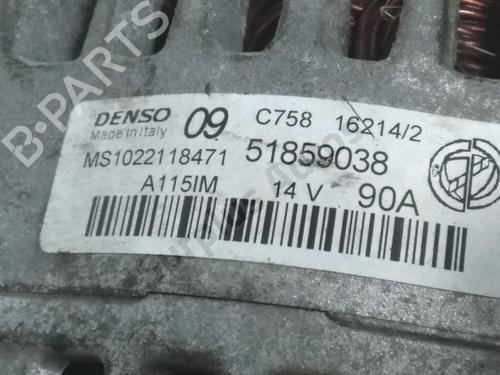 B-PARTS
DENSO 09 C758 16214/2
Made in Italy
MS1022118471 51859038
A115IM 14 V 90A